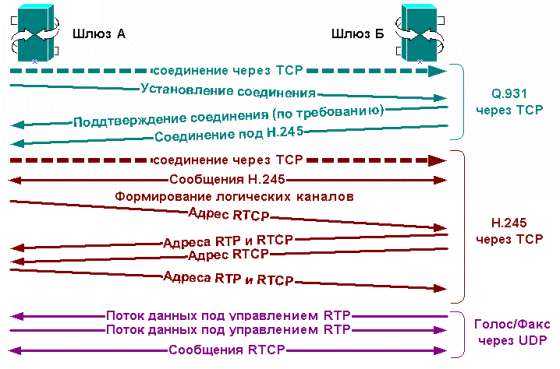 Шлюз А
Шлюз Б
соединение через TCP
Установление соединения
Поддтверждение соединения (по требованию)
Соединение под H.245
Q.931
через TCP
соединение через TCP
Сообщения H.245
Формирование логических каналов
Адрес RTCP
Адреса RTP и RTCP
Адрес RTCP
Адреса RTP и RTCP
H.245
через TCP
Поток данных под управлением RTP
Поток данных под управлением RTP
Сообщения RTCP
Голос/Факс
через UDP